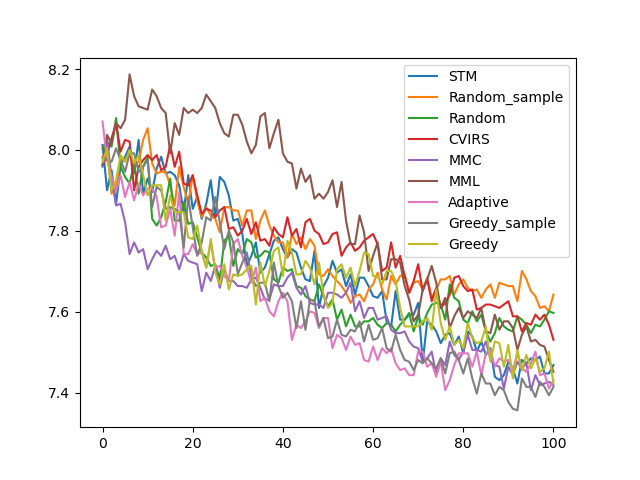 8.2
8.0
7.8
7.6
7.4
0
20
40
60
80
100
STM
Random_sample
Random
CVIRS
MMC
MML
Adaptive
Greedy_sample
Greedy